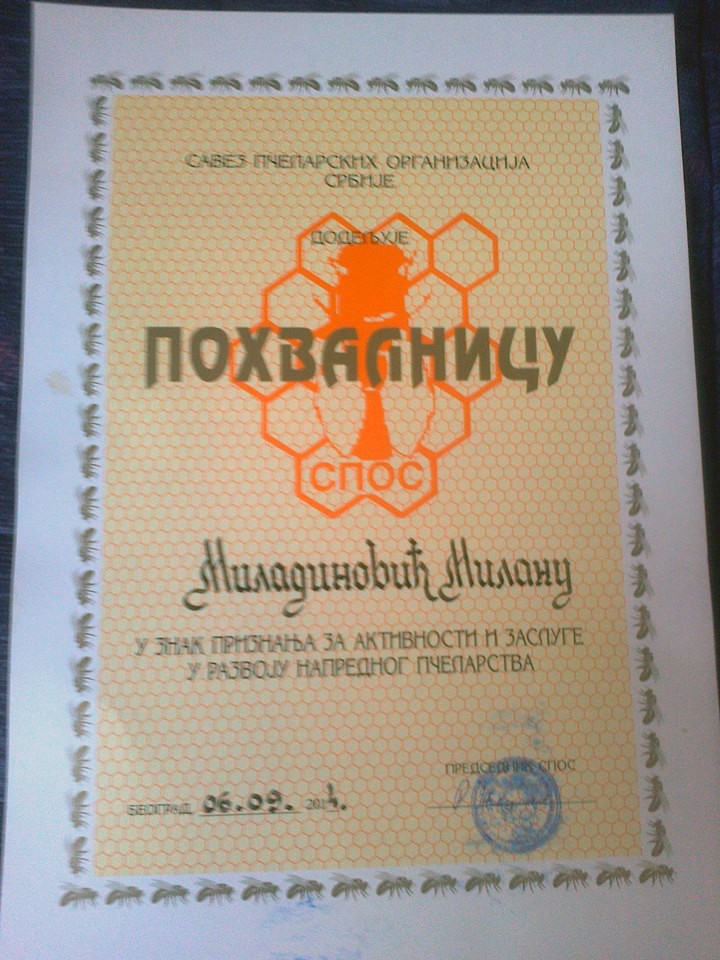 САВЕЗ ПЧЕЛАРСКИХ ОРГАНИЗАЦИЈА
СРБИЈЕ
ДОДЕЉУЈЕ
ПОХВАЛНИЦУ
СПОС
Миладиновић Милану
У ЗНАК ПРИЗНАЊА ЗА АКТИВНОСТИ И ЗАСЛУГЕ
У РАЗВОЈУ НАПРЕДНОГ ПЧЕЛАРСТВА
ПРЕДСЕДНИК СПОС
БЕОГРАД, 06.09. 2014.